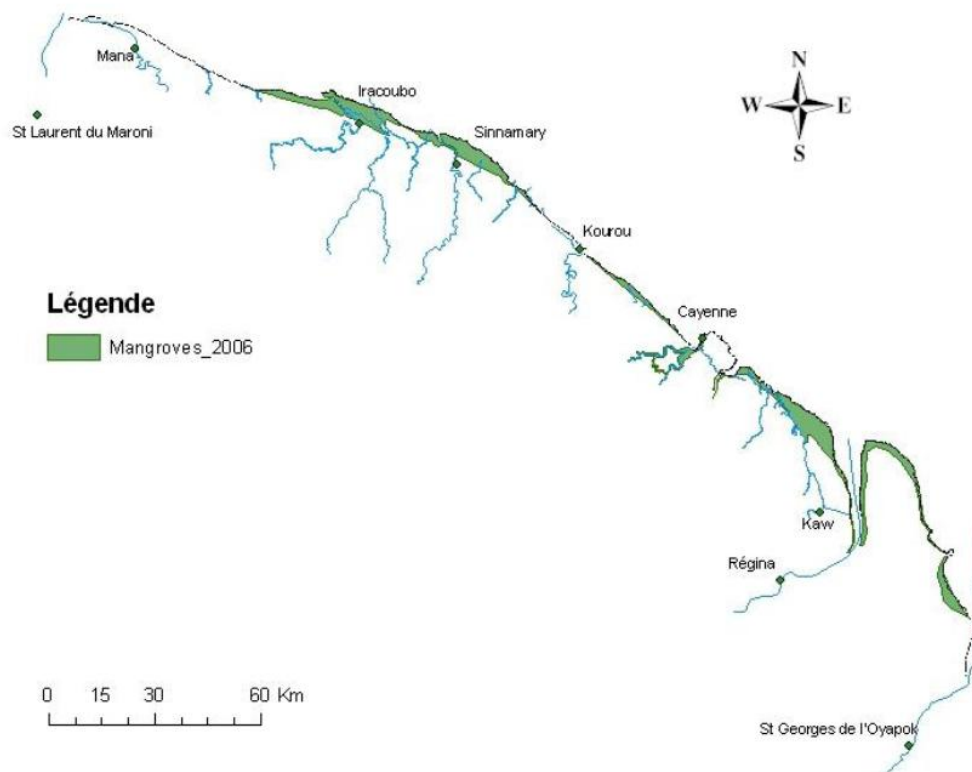 Mana
N
W E
S
Iracoubo
St Laurent du Maroni
Sinnamary
Kourou
Légende
Mangroves_2006
Cayenne
Kaw
Régina
0 15 30 60 Km
St Georges de l'Oyapok